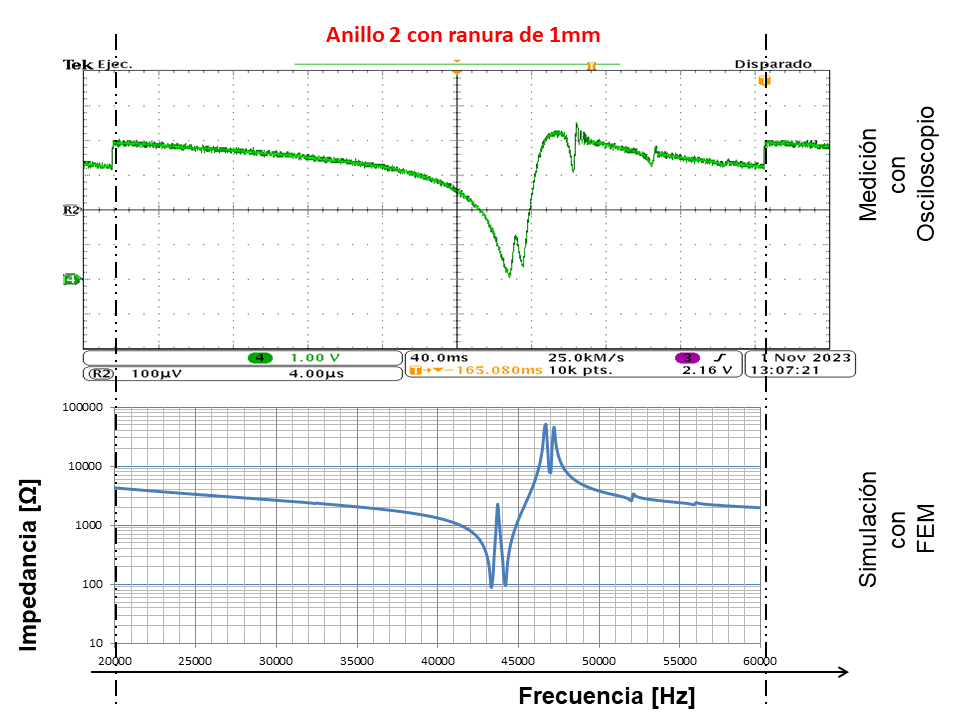 Anillo 2 con ranura de 1mm
Tek Ejec.
Disparado
T
T
R2
4
4 1.00 V
R2 100µV 4.00µs
40.0ms 25.0kM/s 3
T→▼−165.080ms 10k pts. 2.16 V
1 Nov 2023
13:07:21
Medición
con
Osciloscopio
100000
10000
1000
100
10
Impedancia [Ω]
20000 25000 30000 35000 40000 45000 50000 55000 60000
Frecuencia [Hz]
Simulación
con
FEM